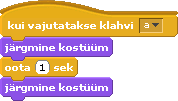 kui vajutatakse klahvi a
järgmine kostüüm
oota 1 sek
järgmine kostüüm